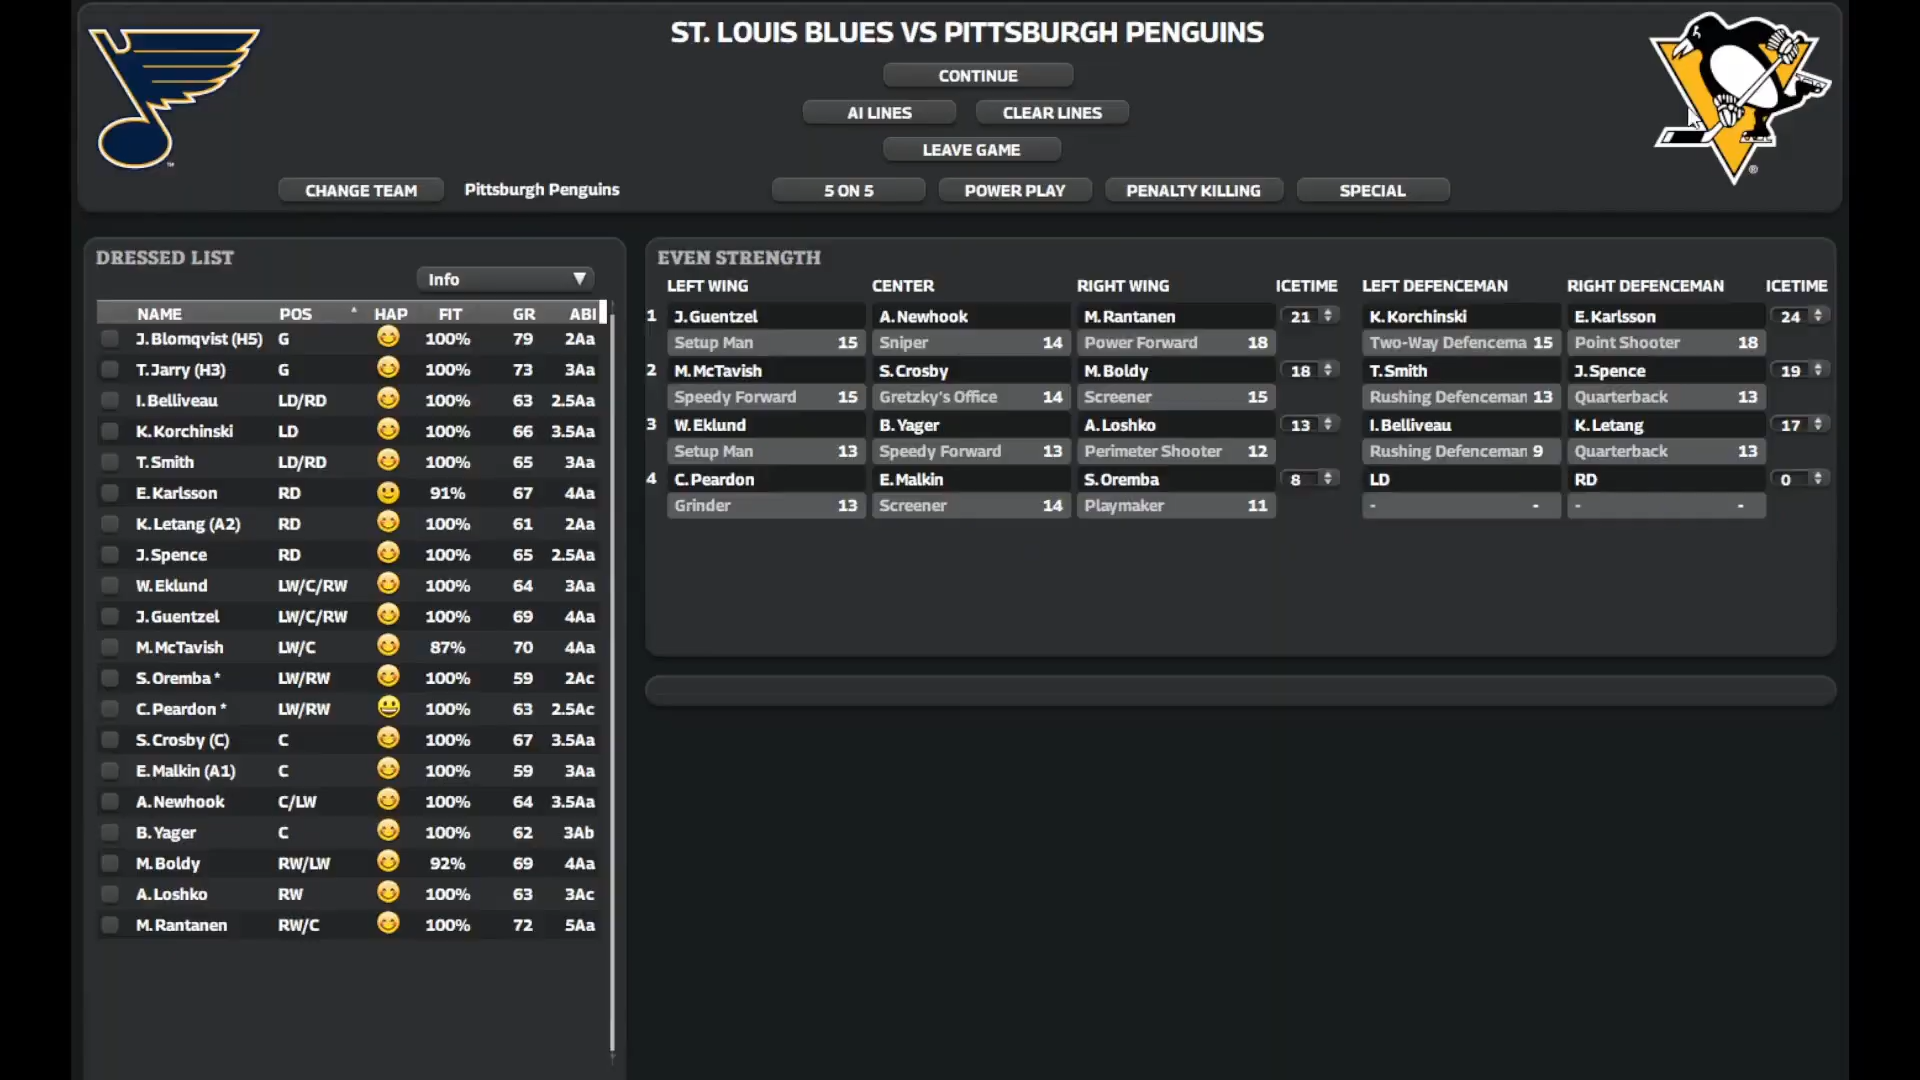 ST. LOUIS BLUES VS PITTSBURGH PENGUINS
CONTINUE
AI LINES CLEAR LINES
LEAVE GAME
CHANGE TEAM Pittsburgh Penguins 5 ON 5 POWER PLAY PENALTY KILLING SPECIAL
DRESSED LIST
Info
NAME POS HAP FIT GR ABI
J. Blomqvist (H5) G 100% 79 2Aa
T. Jarry (H3) G 100% 73 3Aa
I. Belliveau LD/RD 100% 63 2.5Aa
K. Korchinski LD 100% 66 3.5Aa
T. Smith LD/RD 100% 65 3Aa
E. Karlsson RD 91% 67 4Aa
K. Letang (A2) RD 100% 61 2Aa
J. Spence RD 100% 65 2.5Aa
W. Eklund LW/C/RW 100% 64 3Aa
J. Guentzel LW/C/RW 100% 69 4Aa
M. McTavish LW/C 87% 70 4Aa
S. Oremba * LW/RW 100% 59 2Ac
C. Peardon * LW/RW 100% 63 2.5Ac
S. Crosby (C) C 100% 67 3.5Aa
E. Malkin (A1) C 100% 59 3Aa
A. Newhook C/LW 100% 64 3.5Aa
B. Yager C 100% 62 3Ab
M. Boldy RW/LW 92% 69 4Aa
A. Loshko RW 100% 63 3Ac
M. Rantanen RW/C 100% 72 5Aa
EVEN STRENGTH
LEFT WING CENTER RIGHT WING ICETIME LEFT DEFENCEMAN RIGHT DEFENCEMAN ICETIME
1 J. Guentzel A. Newhook M. Rantanen 21 K. Korchinski E. Karlsson 24
Setup Man 15 Sniper 14 Power Forward 18 Two-Way Defencema 15 Point Shooter 18
2 M. McTavish S. Crosby M. Boldy 18 T. Smith J. Spence 19
Speedy Forward 15 Gretzky's Office 14 Screener 15 Rushing Defenceman 13 Quarterback 13
3 W. Eklund B. Yager A. Loshko 13 I. Belliveau K. Letang 17
Setup Man 13 Speedy Forward 13 Perimeter Shooter 12 Rushing Defenceman 9 Quarterback 13
4 C. Peardon E. Malkin S. Oremba 8 LD RD 0
Grinder 13 Screener 14 Playmaker 11 - - - -